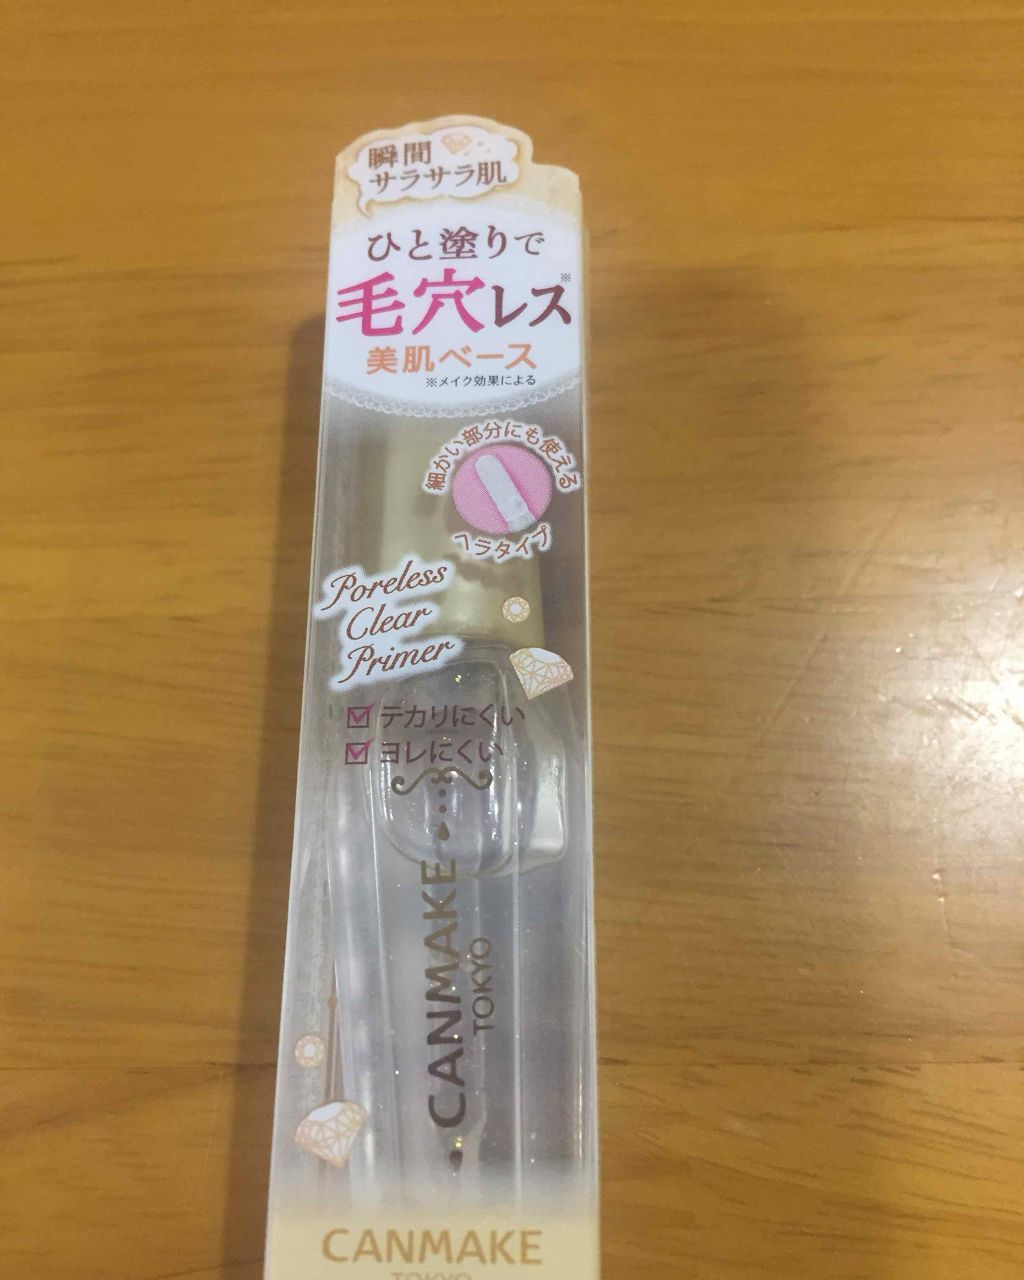 瞬間
サラサラ肌
ひと塗りで
毛穴レス※
美肌ベース
※メイク効果による
細かい部分にも使える
ヘラタイプ
Poreless
Clear
Primer
テカりにくい
ヨレにくい
CANMAKE
TOKYO
CANMAKE
TOKYO